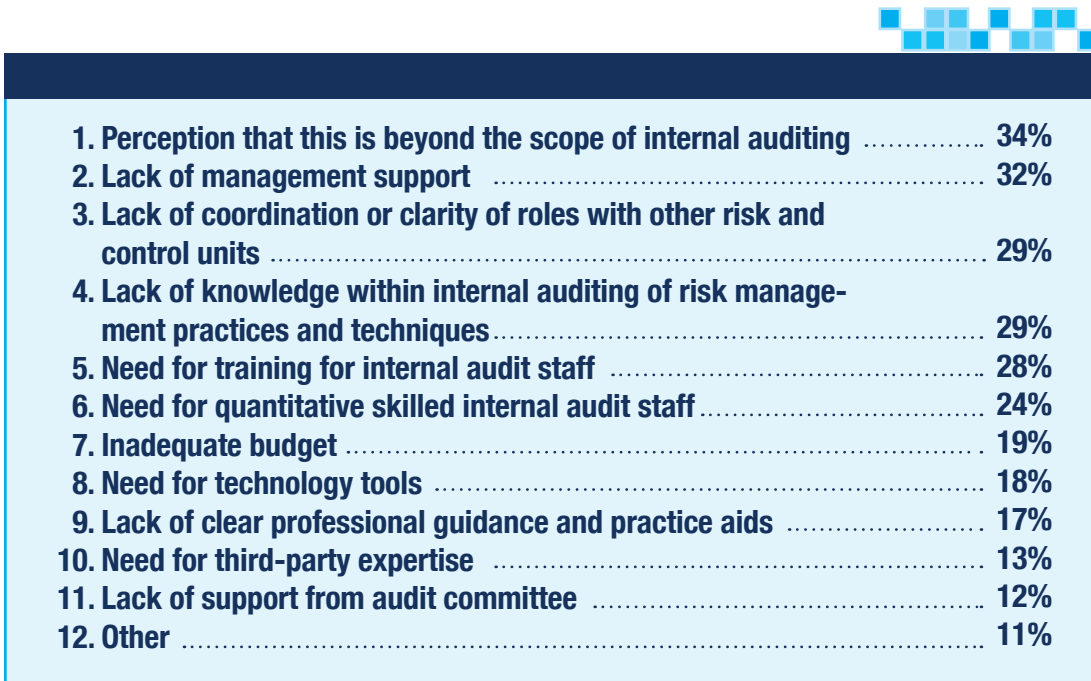 1. Perception that this is beyond the scope of internal auditing .............. 34%
2. Lack of management support .............. 32%
3. Lack of coordination or clarity of roles with other risk and
control units .............. 29%
4. Lack of knowledge within internal auditing of risk manage-
ment practices and techniques .............. 29%
5. Need for training for internal audit staff .............. 28%
6. Need for quantitative skilled internal audit staff .............. 24%
7. Inadequate budget .............. 19%
8. Need for technology tools .............. 18%
9. Lack of clear professional guidance and practice aids .............. 17%
10. Need for third-party expertise .............. 13%
11. Lack of support from audit committee .............. 12%
12. Other .............. 11%